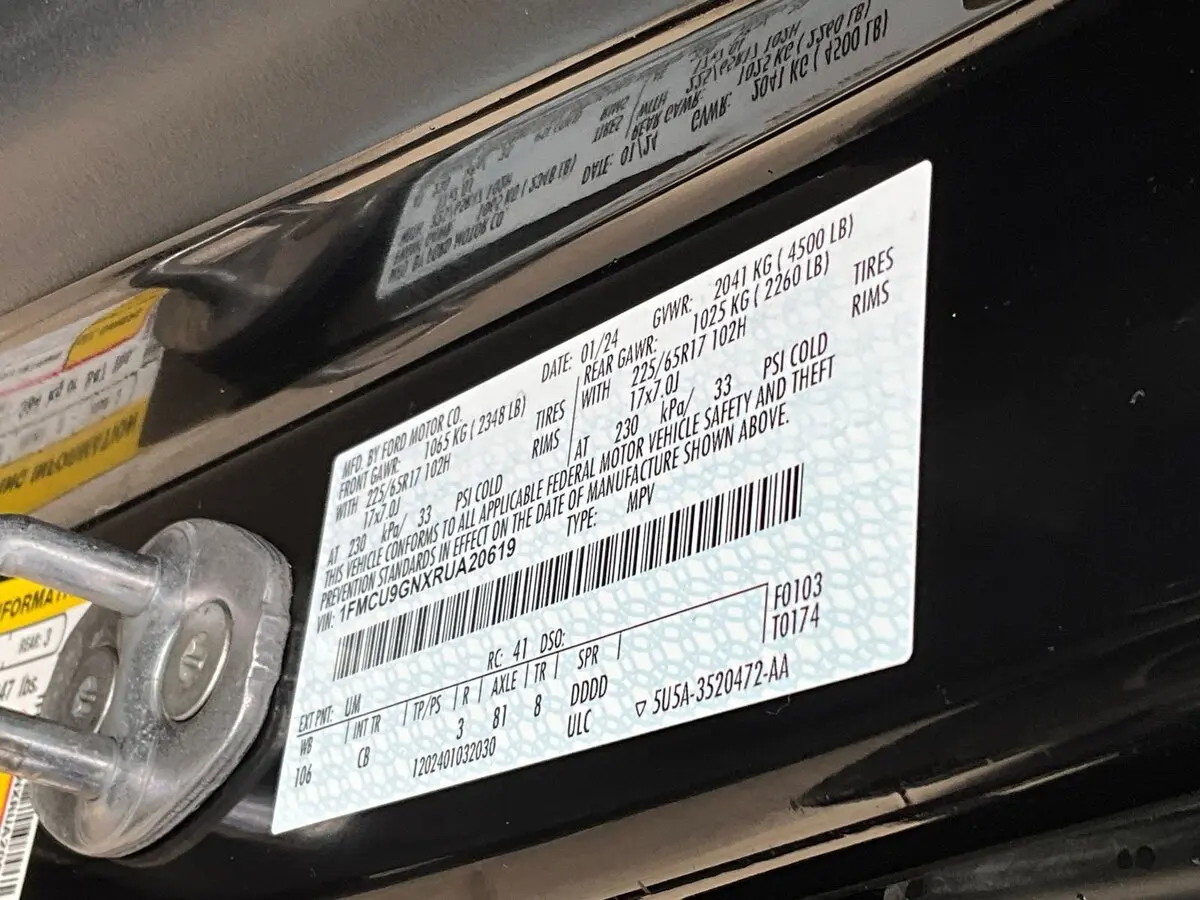 MFD. BY FORD MOTOR CO.
DATE: 01/24
GVWR: 2041 KG ( 4500 LB)
FRONT GAWR: 1065 KG ( 2348 LB)
REAR GAWR: 1025 KG ( 2260 LB)
WITH 225/65R17 102H TIRES
WITH 225/65R17 102H TIRES
17x7.0J RIMS
17x7.0J RIMS
AT 230 kPa/ 33 PSI COLD
AT 230 kPa/ 33 PSI COLD
THIS VEHICLE CONFORMS TO ALL APPLICABLE FEDERAL MOTOR VEHICLE SAFETY AND THEFT
PREVENTION STANDARDS IN EFFECT ON THE DATE OF MANUFACTURE SHOWN ABOVE.
VIN: 1FMCU9GNXRUA20619
TYPE: MPV
EXT PNT: UM RC: 41 DSO:
WB INT TR TP/PS R AXLE TR SPR
106 CB 3 81 8 DDDD
1202401032030 ULC
F0103
T0174
5U5A-3520472-AA